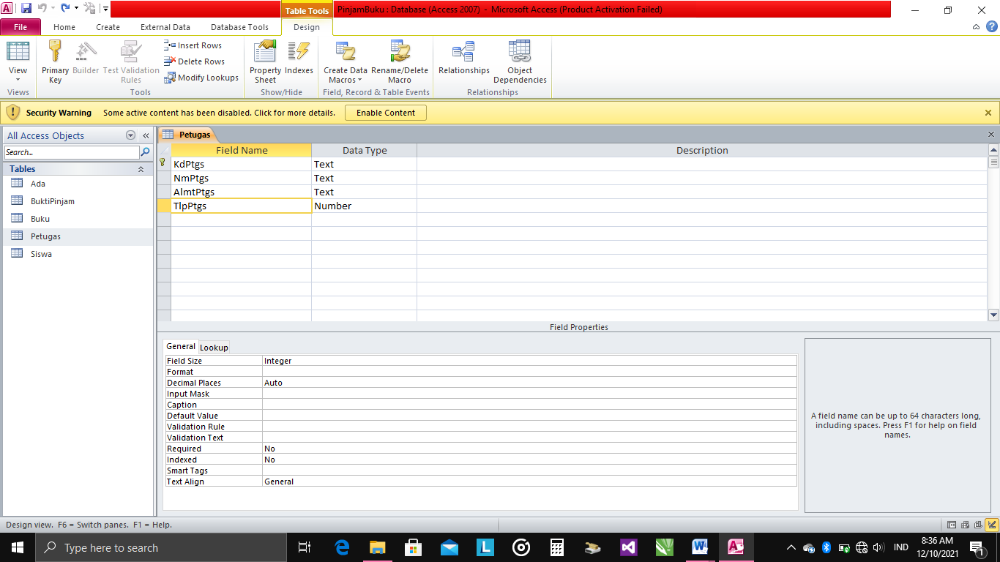 Table Tools
PinjamBuku : Database (Access 2007) - Microsoft Access (Product Activation Failed)
File Home Create External Data Database Tools Design
View
Views
Primary Key
Builder
Test Validation Rules
Insert Rows
Delete Rows
Modify Lookups
Tools
Property Sheet
Indexes
Show/Hide
Create Data Macros
Rename/Delete Macro
Field, Record & Table Events
Relationships
Object Dependencies
Relationships
Security Warning Some active content has been disabled. Click for more details. Enable Content
All Access Objects
Search...
Tables
Ada
BuktiPinjam
Buku
Petugas
Siswa
Petugas
Field Name Data Type Description
KdPtgs Text
NmPtgs Text
AlmtPtgs Text
TlpPtgs Number
Field Properties
General Lookup
Field Size Integer
Format
Decimal Places Auto
Input Mask
Caption
Default Value
Validation Rule
Validation Text
Required No
Indexed No
Smart Tags
Text Align General
A field name can be up to 64 characters long,
including spaces. Press F1 for help on field
names.
Design view. F6 = Switch panes. F1 = Help.
Type here to search
IND
8:36 AM
12/10/2021
1